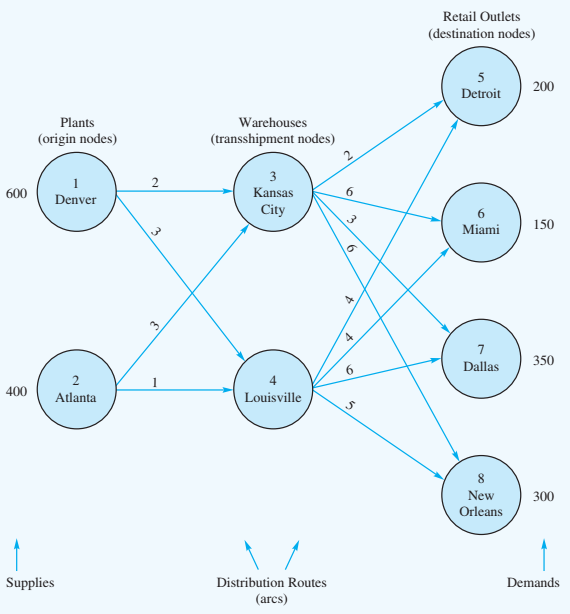 Retail Outlets
(destination nodes)
5
Detroit
200
Plants
(origin nodes)
Warehouses
(transshipment nodes)
600
1
Denver
2
3
3
Kansas
City
2
6
3
6
6
Miami
150
400
2
Atlanta
3
1
4
Louisville
4
4
6
5
7
Dallas
350
8
New
Orleans
300
Supplies
Distribution Routes
(arcs)
Demands